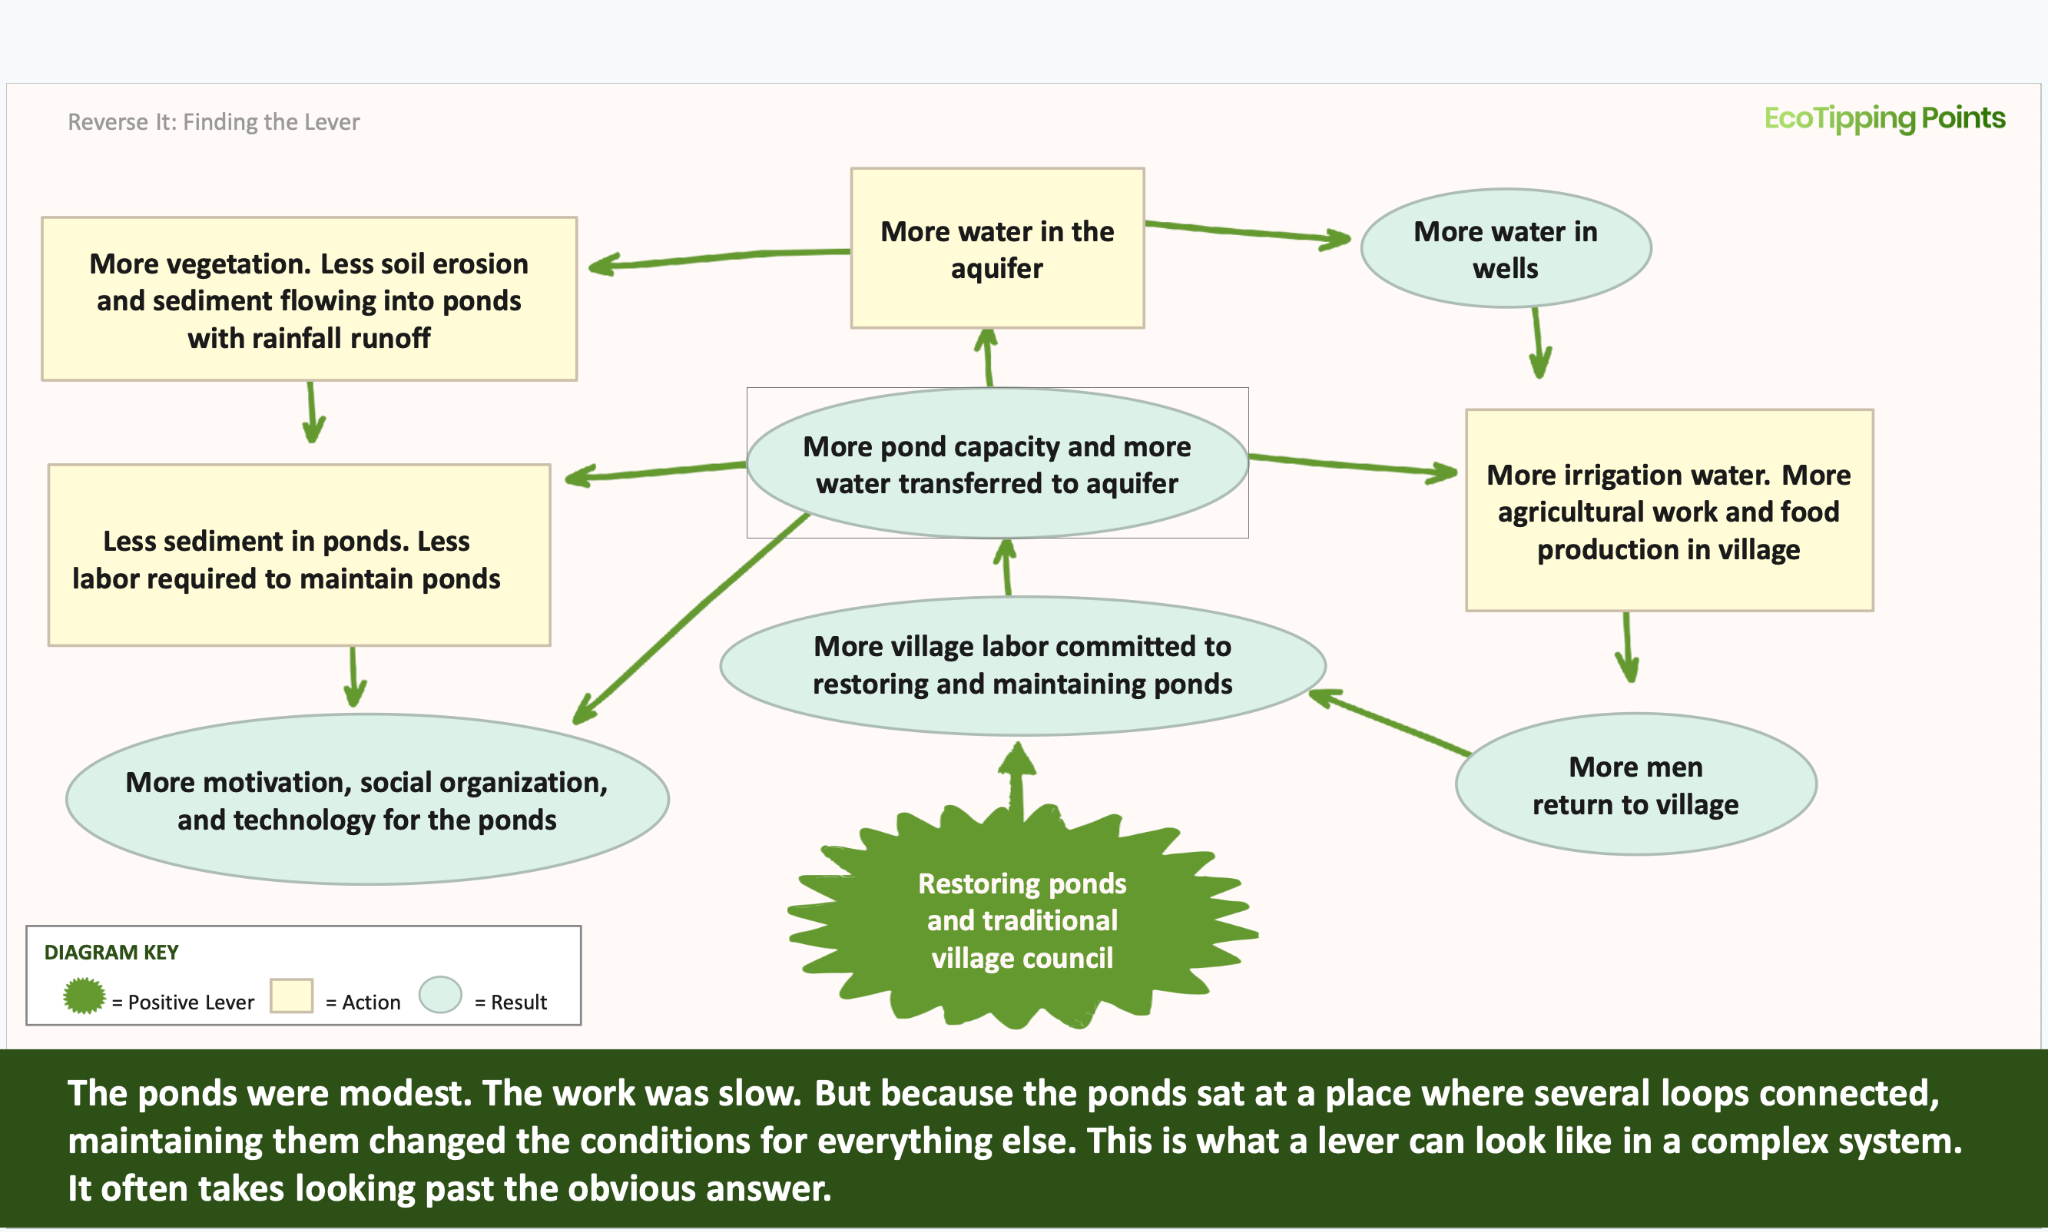 Reverse It: Finding the Lever
EcoTipping Points
More water in the
aquifer
More water in
wells
More vegetation. Less soil erosion
and sediment flowing into ponds
with rainfall runoff
More pond capacity and more
water transferred to aquifer
More irrigation water. More
agricultural work and food
production in village
Less sediment in ponds. Less
labor required to maintain ponds
More village labor committed to
restoring and maintaining ponds
More motivation, social organization,
and technology for the ponds
More men
return to village
Restoring ponds
and traditional
village council
DIAGRAM KEY
= Positive Lever
= Action
= Result
The ponds were modest. The work was slow. But because the ponds sat at a place where several loops connected,
maintaining them changed the conditions for everything else. This is what a lever can look like in a complex system.
It often takes looking past the obvious answer.